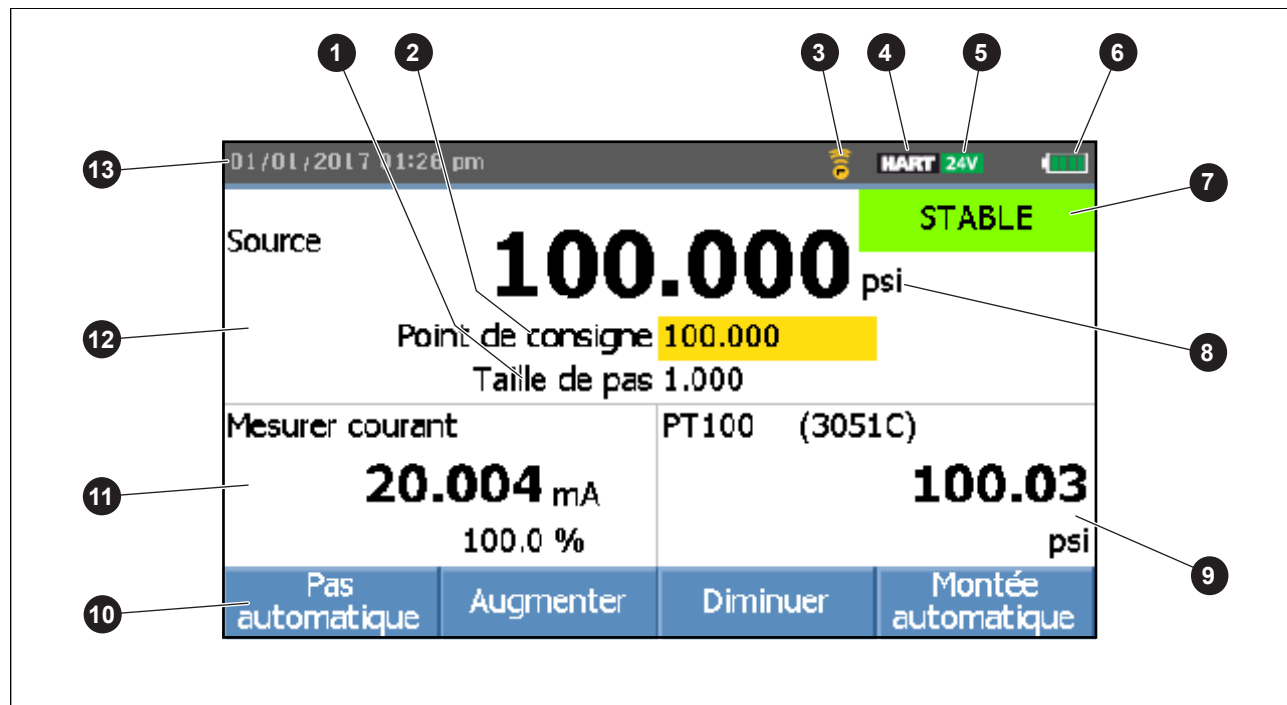 1 2 3 4 5 6
13 01/01/2017 01:26 pm HART 24V
7 STABLE
Source 100.000 psi
8
12 Point de consigne 100.000
Taille de pas 1.000
Mesurer courant PT100 (3051C)
11 20.004 mA 100.03
100.0 % psi
9
10 Pas automatique Augmenter Diminuer Montée automatique